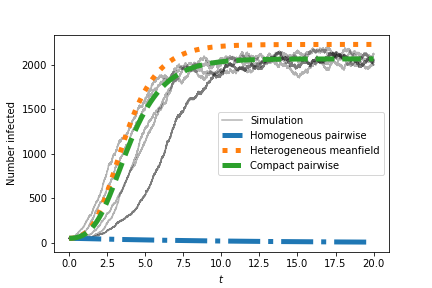 2000
1500
1000
500
0
Number infected
Simulation
Homogeneous pairwise
Heterogeneous meanfield
Compact pairwise
0.0 2.5 5.0 7.5 10.0 12.5 15.0 17.5 20.0
t